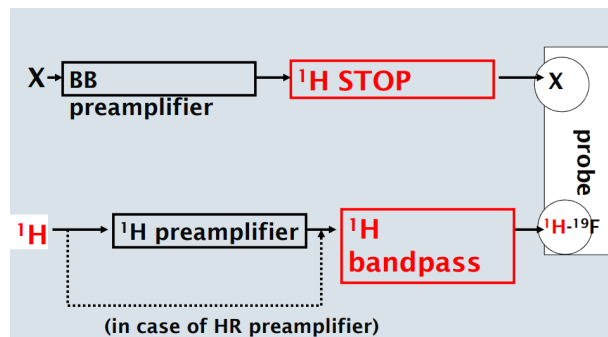 X
BB
preamplifier
¹H STOP
X
probe
¹H
¹H preamplifier
¹H
bandpass
¹H-¹⁹F
(in case of HR preamplifier)